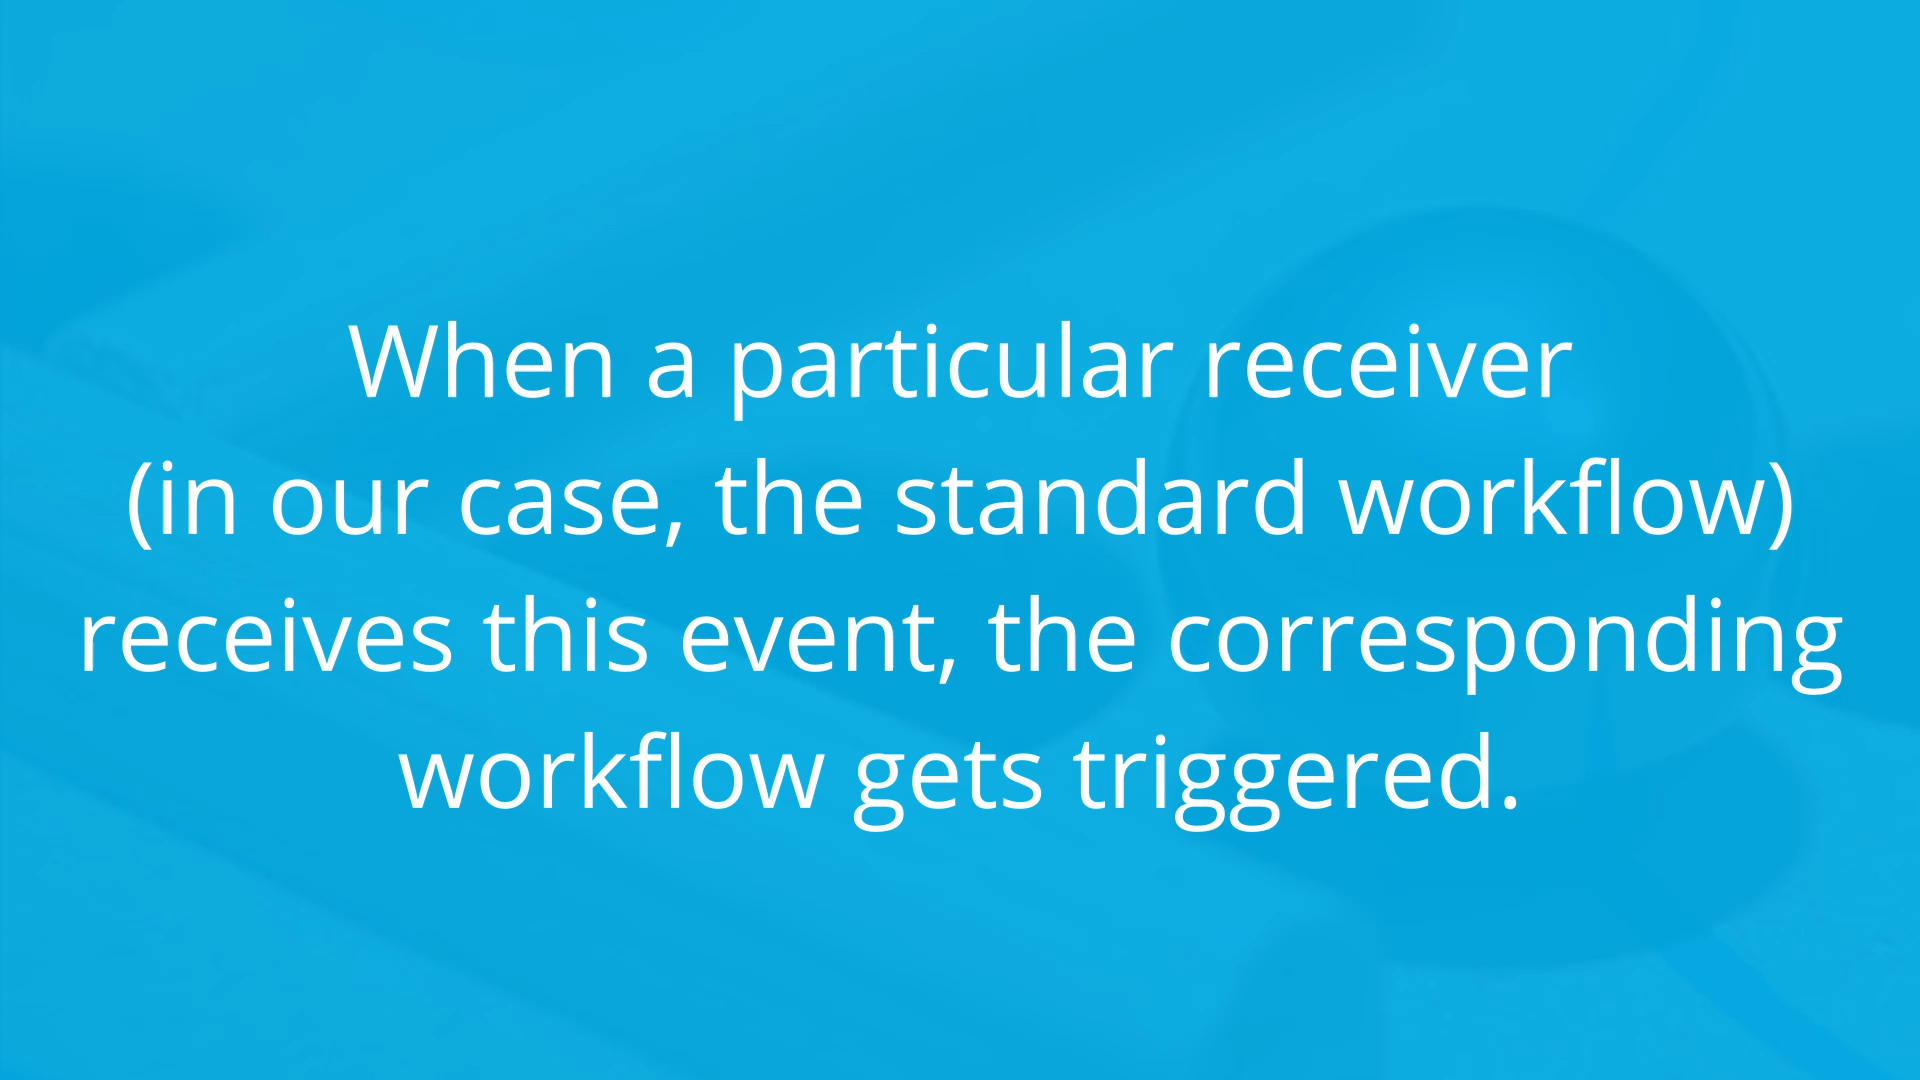 When a particular receiver
(in our case, the standard workflow)
receives this event, the corresponding
workflow gets triggered.